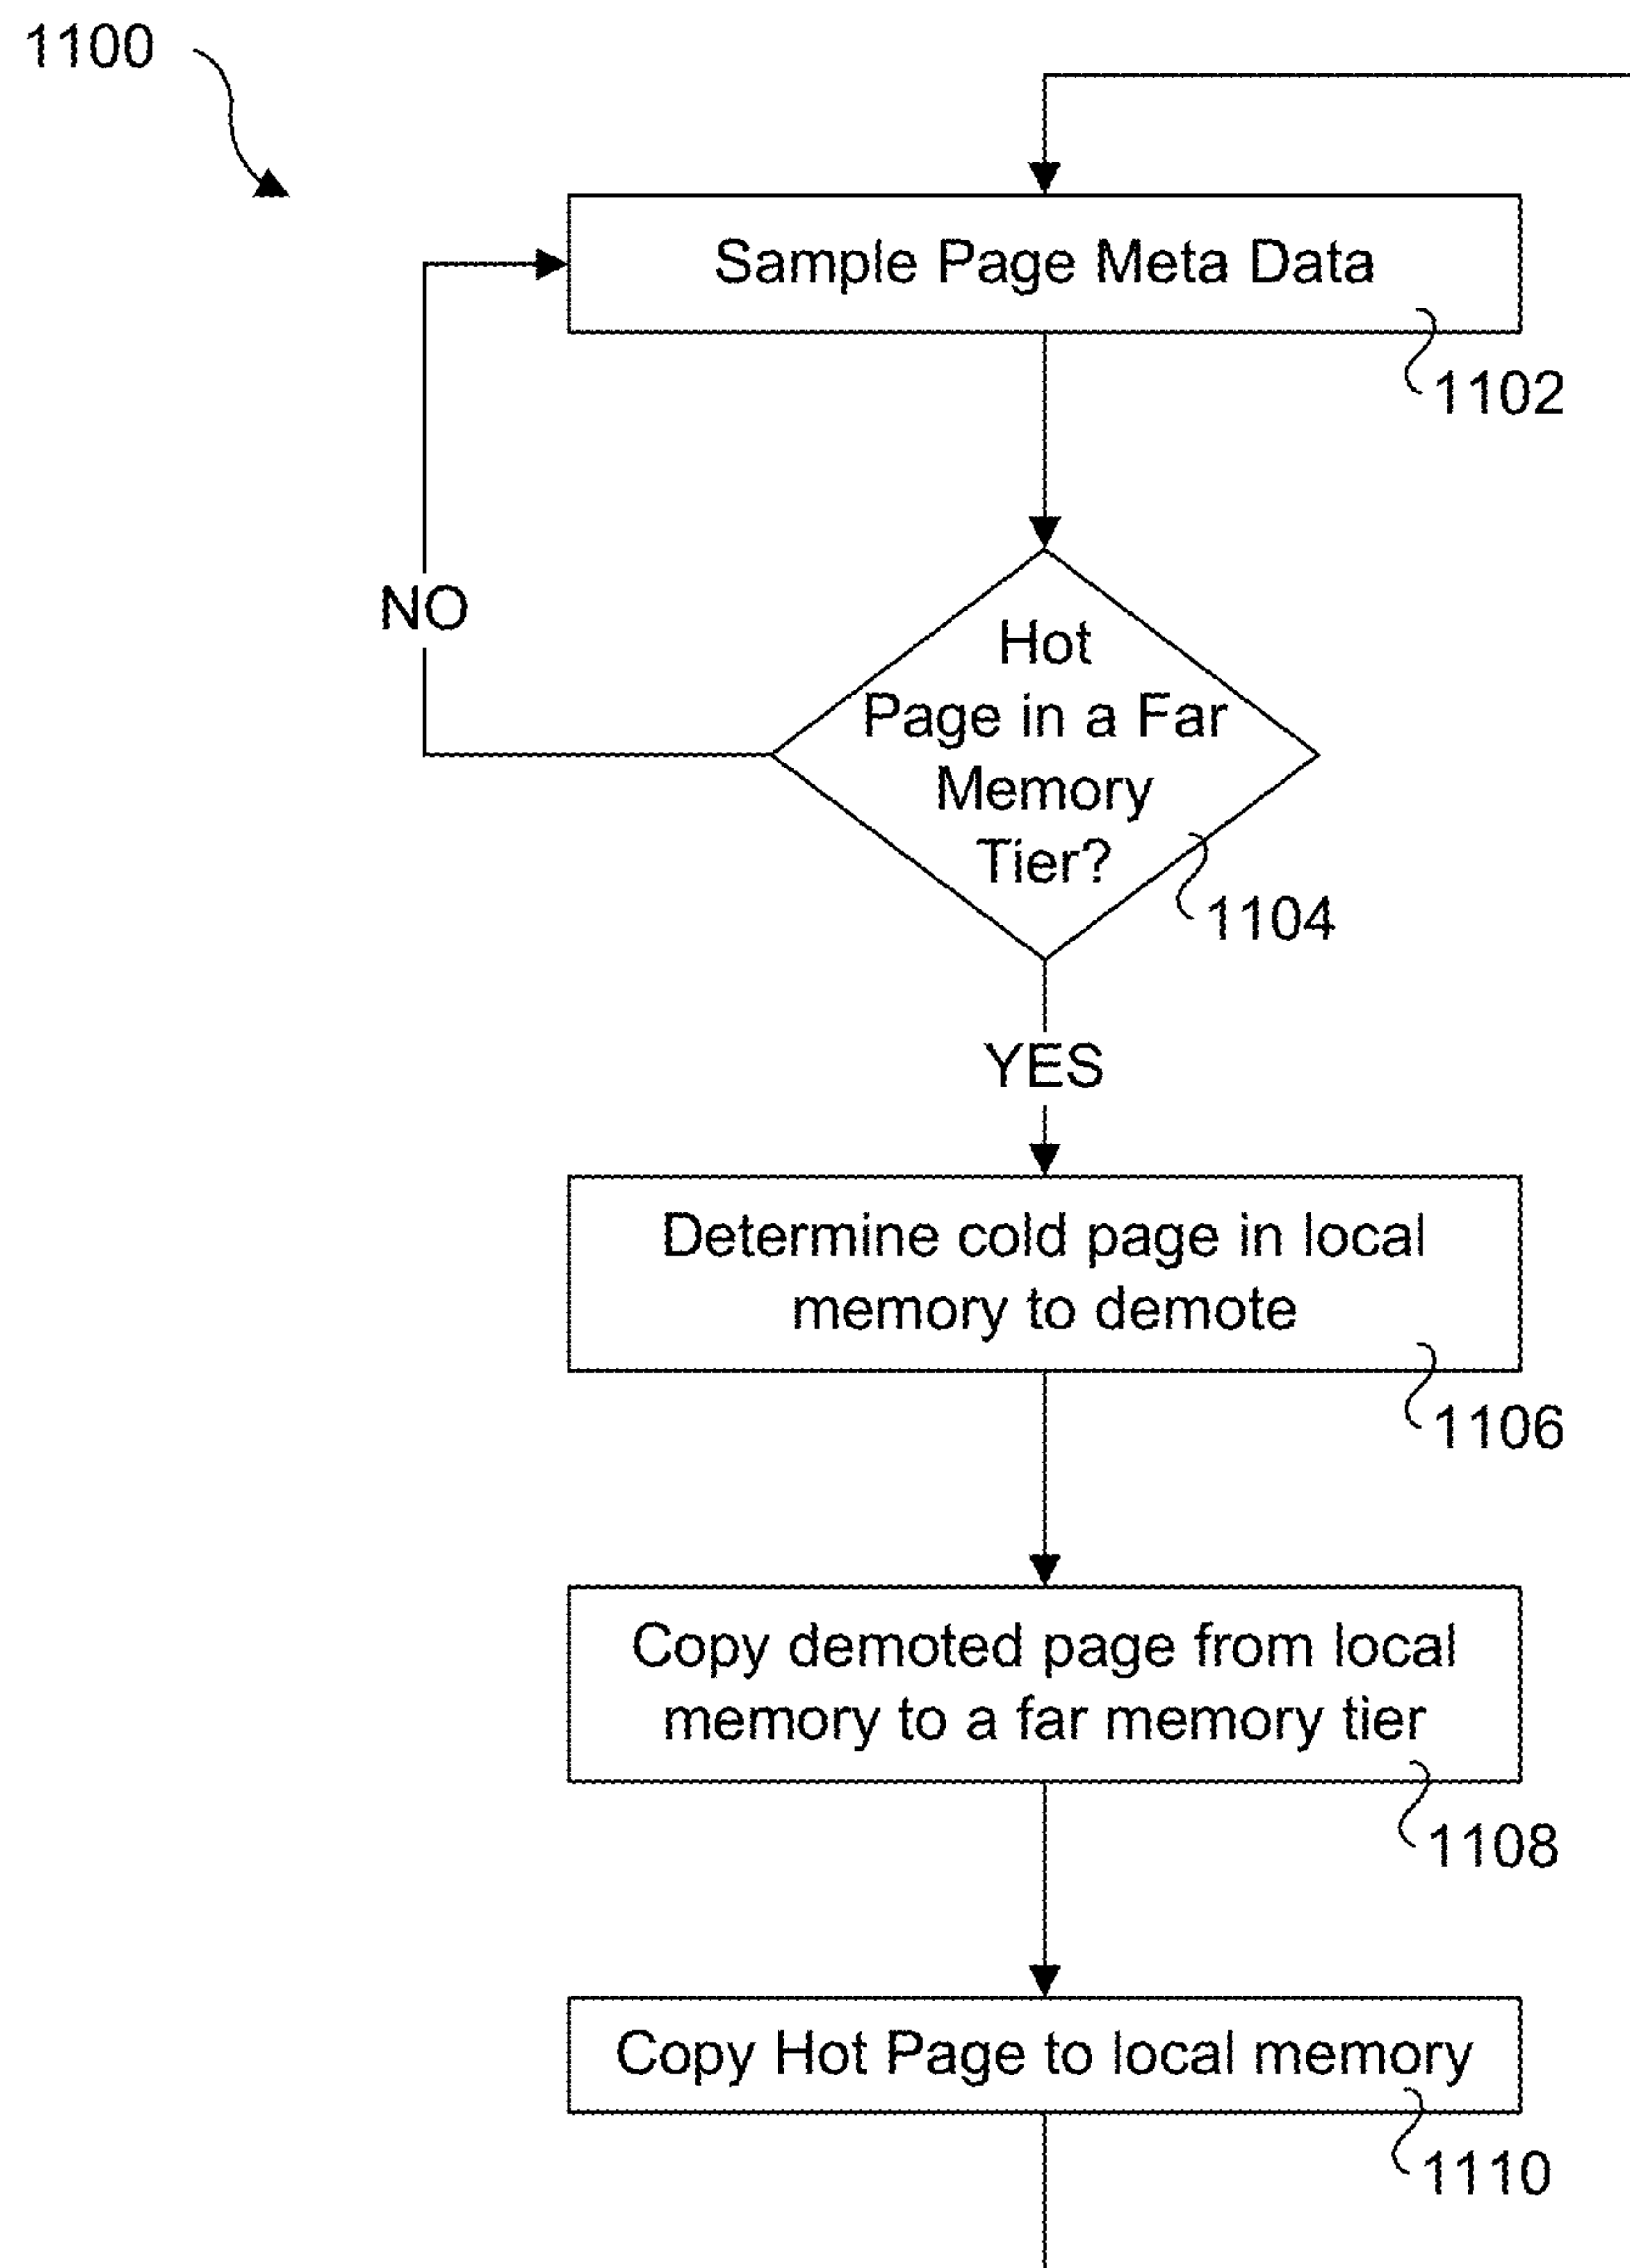 1100
Sample Page Meta Data
1102
NO
Hot
Page in a Far
Memory
Tier?
1104
YES
Determine cold page in local
memory to demote
1106
Copy demoted page from local
memory to a far memory tier
1108
Copy Hot Page to local memory
1110